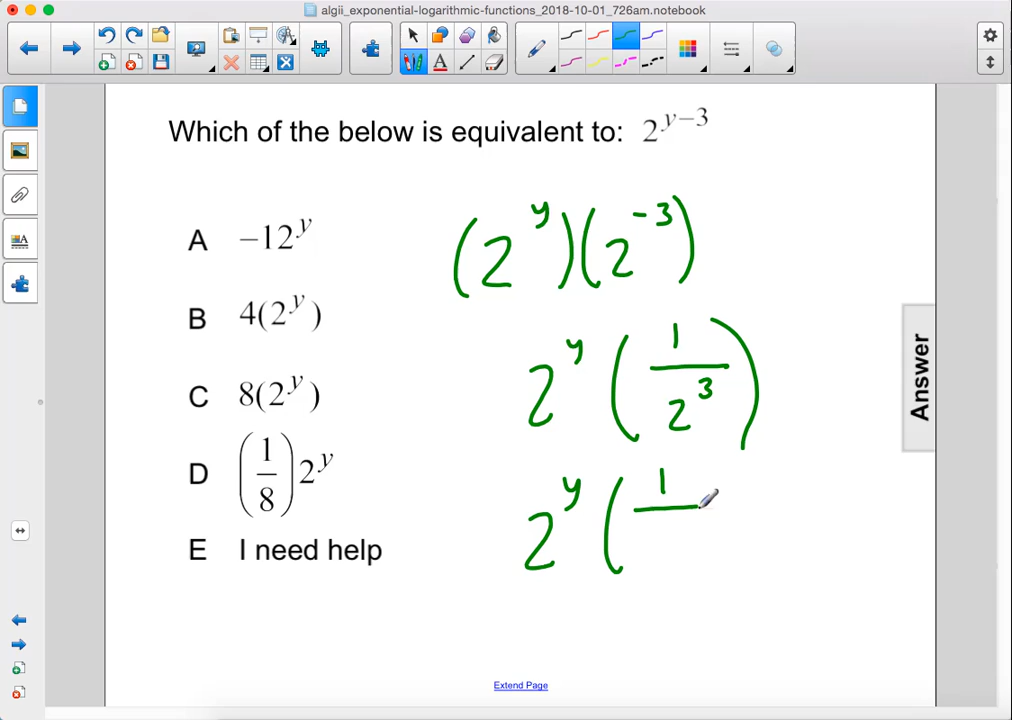 algii_exponential-logarithmic-functions_2018-10-01_726am.notebook
Which of the below is equivalent to: 2^{y-3}
A −12^y
B 4(2^y)
C 8(2^y)
D (1/8)2^y
E I need help
(2^y)(2^{-3})
2^y (1/2^3)
2^y (1/
Answer
Extend Page